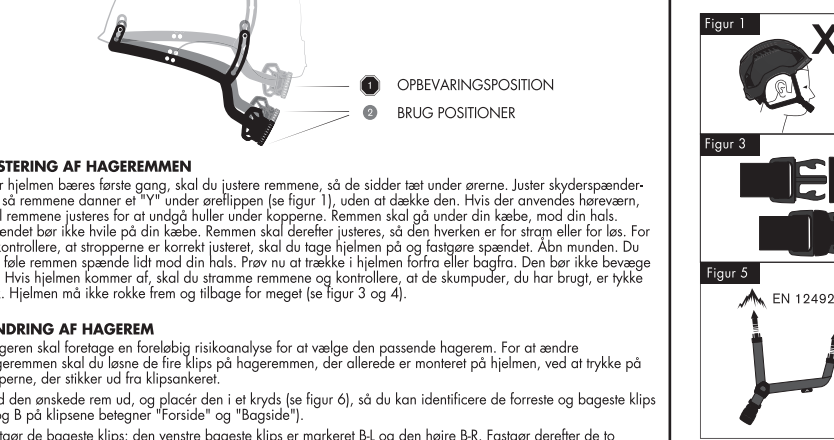 1 OPBEVARINGSPOSITION
2 BRUG POSITIONER
STERING AF HAGEREMMEN
r hjelmen bæres første gang, skal du justere remmene, så de sidder tæt under ørerne. Juster skyderspænder-
så remmene danner et "Y" under øreflippen (se figur 1), uden at dække den. Hvis der anvendes høreværn,
l remmene justeres for at undgå huller under kopperne. Remmen skal gå under din kæbe, mod din hals.
ændet bør ikke hvile på din kæbe. Remmen skal derefter justeres, så den hverken er for stram eller for løs. For
ontrollere, at stropperne er korrekt justeret, skal du tage hjelmen på og fastgøre spændet. Åbn munden. Du
føle remmen spænde lidt mod din hals. Prøv nu at trække i hjelmen forfra eller bagfra. Den bør ikke bevæge
. Hvis hjelmen kommer af, skal du stramme remmene og kontrollere, at de skumpuder, du har brugt, er tykke
. Hjelmen må ikke rokke frem og tilbage for meget (se figur 3 og 4).
NDRING AF HAGEREM
geren skal foretage en foreløbig risikoanalyse for at vælge den passende hagerem. For at ændre
geremmen skal du løsne de fire klips på hageremmen, der allerede er monteret på hjelmen, ved at trykke på
pperne, der stikker ud fra klipsankeret.
d den ønskede rem ud, og placér den i et kryds (se figur 6), så du kan identificere de forreste og bageste klips
og B på klipsene betegner "Forside" og "Bagside").
tgør de bageste klips: den venstre bageste klips er markeret B-L og den højre B-R. Fastgør derefter de to
Figur 1
X
Figur 3
Figur 5
EN 12492